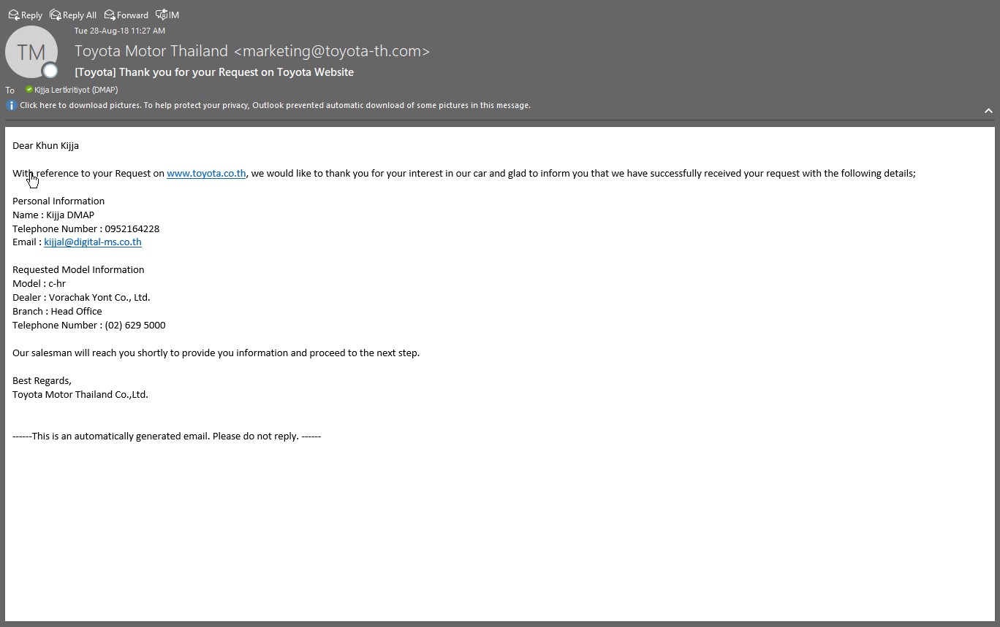 Reply Reply All Forward IM
Tue 28-Aug-18 11:27 AM
TM
Toyota Motor Thailand <marketing@toyota-th.com>
[Toyota] Thank you for your Request on Toyota Website
To Kijja Lertkritiyot (DMAP)
Click here to download pictures. To help protect your privacy, Outlook prevented automatic download of some pictures in this message.
Dear Khun Kijja
With reference to your Request on www.toyota.co.th, we would like to thank you for your interest in our car and glad to inform you that we have successfully received your request with the following details;
Personal Information
Name : Kijja DMAP
Telephone Number : 0952164228
Email : kijjal@digital-ms.co.th
Requested Model Information
Model : c-hr
Dealer : Vorachak Yont Co., Ltd.
Branch : Head Office
Telephone Number : (02) 629 5000
Our salesman will reach you shortly to provide you information and proceed to the next step.
Best Regards,
Toyota Motor Thailand Co.,Ltd.
------This is an automatically generated email. Please do not reply. ------